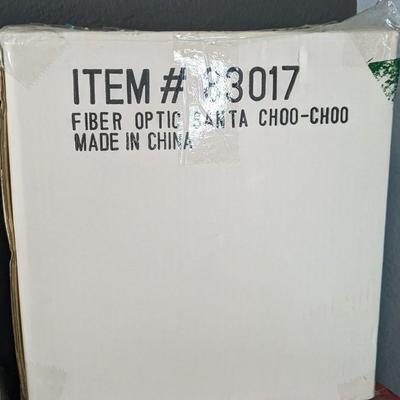 ITEM # 83017
FIBER OPTIC SANTA CHOO-CHOO
MADE IN CHINA